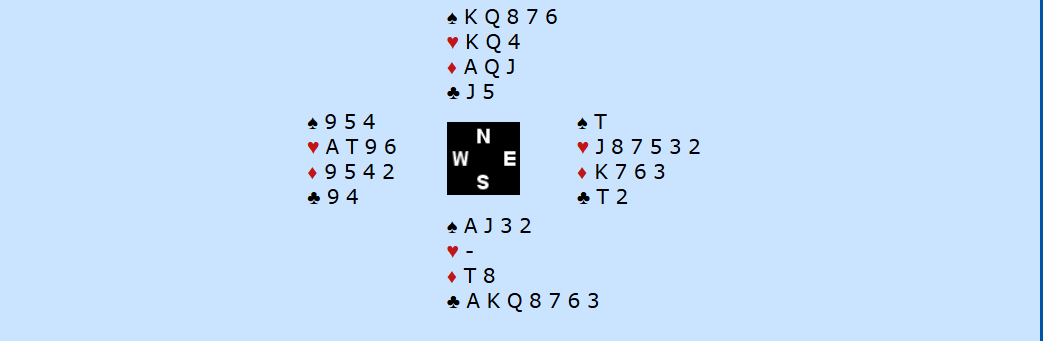 ♠ K Q 8 7 6
♥ K Q 4
♦ A Q J
♣ J 5
♠ 9 5 4
♥ A T 9 6
♦ 9 5 4 2
♣ 9 4
N
W E
S
♠ T
♥ J 8 7 5 3 2
♦ K 7 6 3
♣ T 2
♠ A J 3 2
♥ -
♦ T 8
♣ A K Q 8 7 6 3